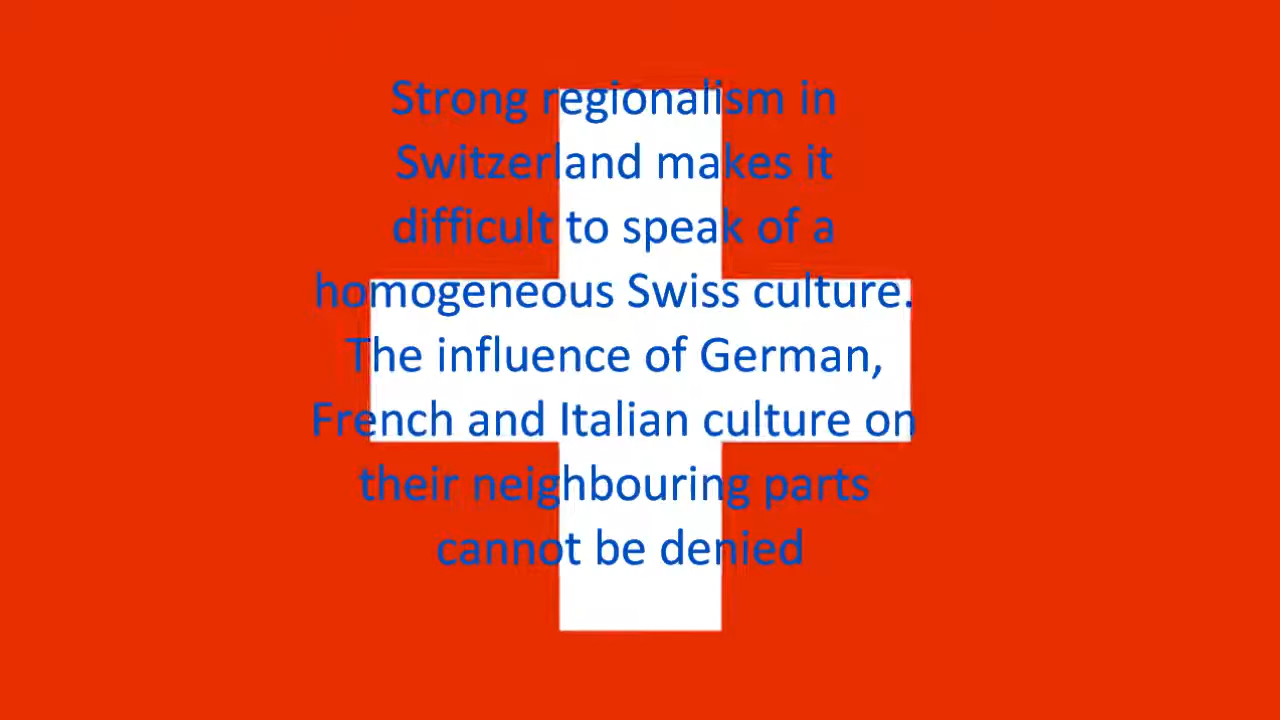 Strong regionalism in
Switzerland makes it
difficult to speak of a
homogeneous Swiss culture.
The influence of German,
French and Italian culture on
their neighbouring parts
cannot be denied